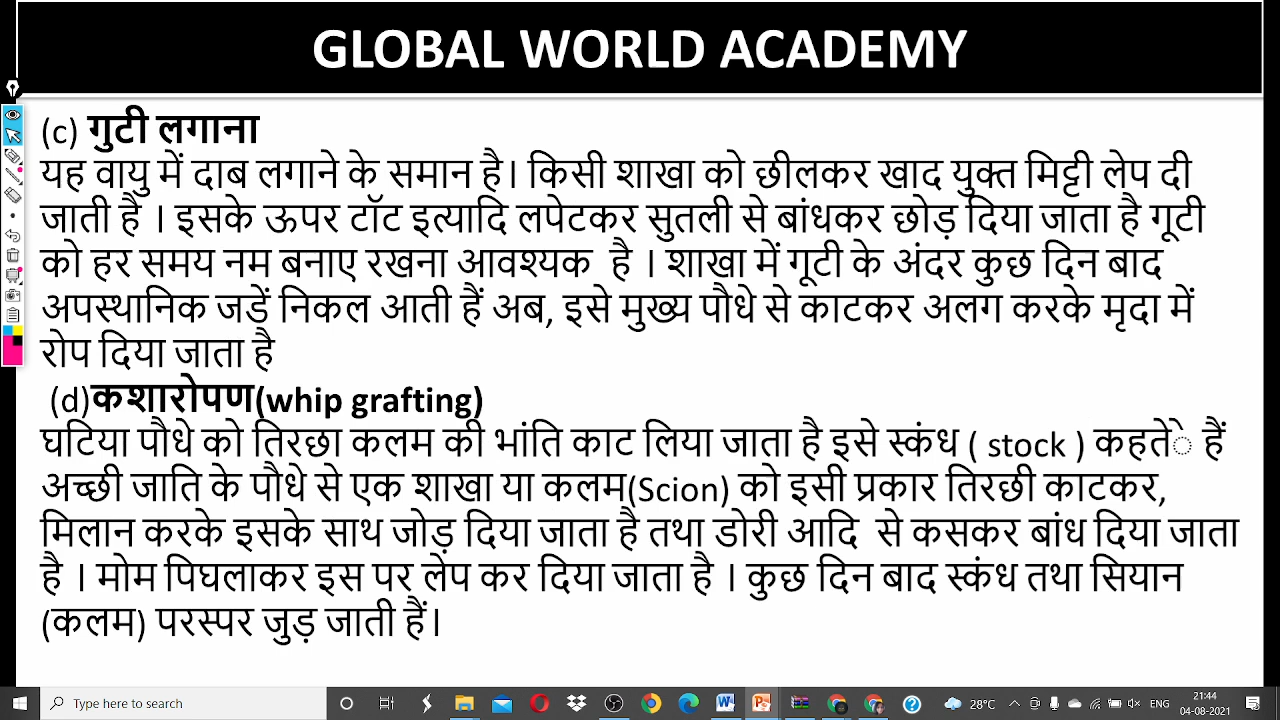 GLOBAL WORLD ACADEMY
(c) गुटी लगाना
यह वायु में दाब लगाने के समान है। किसी शाखा को छीलकर खाद युक्त मिट्टी लेप दी
जाती है । इसके ऊपर टॉट इत्यादि लपेटकर सुतली से बांधकर छोड़ दिया जाता है गूटी
को हर समय नम बनाए रखना आवश्यक है । शाखा में गूटी के अंदर कुछ दिन बाद
अपस्थानिक जड़ें निकल आती हैं अब, इसे मुख्य पौधे से काटकर अलग करके मृदा में
रोप दिया जाता है
(d)कशारोपण(whip grafting)
घटिया पौधे को तिरछा कलम की भांति काट लिया जाता है इसे स्कंध ( stock ) कहतेे हैं
अच्छी जाति के पौधे से एक शाखा या कलम(Scion) को इसी प्रकार तिरछी काटकर,
मिलान करके इसके साथ जोड़ दिया जाता है तथा डोरी आदि से कसकर बांध दिया जाता
है । मोम पिघलाकर इस पर लेप कर दिया जाता है । कुछ दिन बाद स्कंध तथा सियान
(कलम) परस्पर जुड़ जाती हैं।
Type here to search
28°C
ENG
21:44
04-08-2021